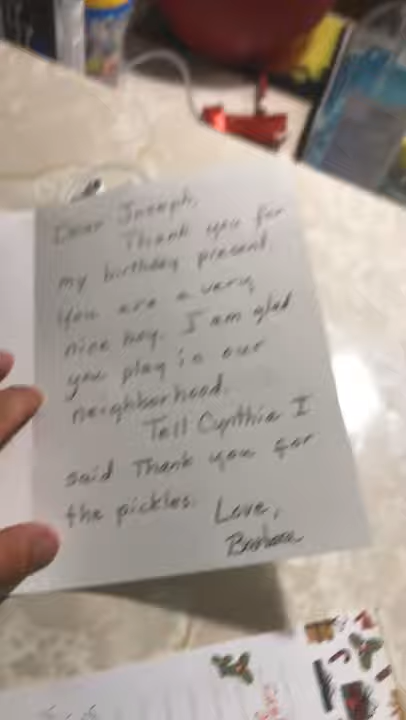 Dear Joseph,
Thank you for
my birthday present
You are a very
nice boy. I am glad
you play in our
neighborhood.
Tell Cynthia I
said Thank you for
the pickles.
Love,
Barbara